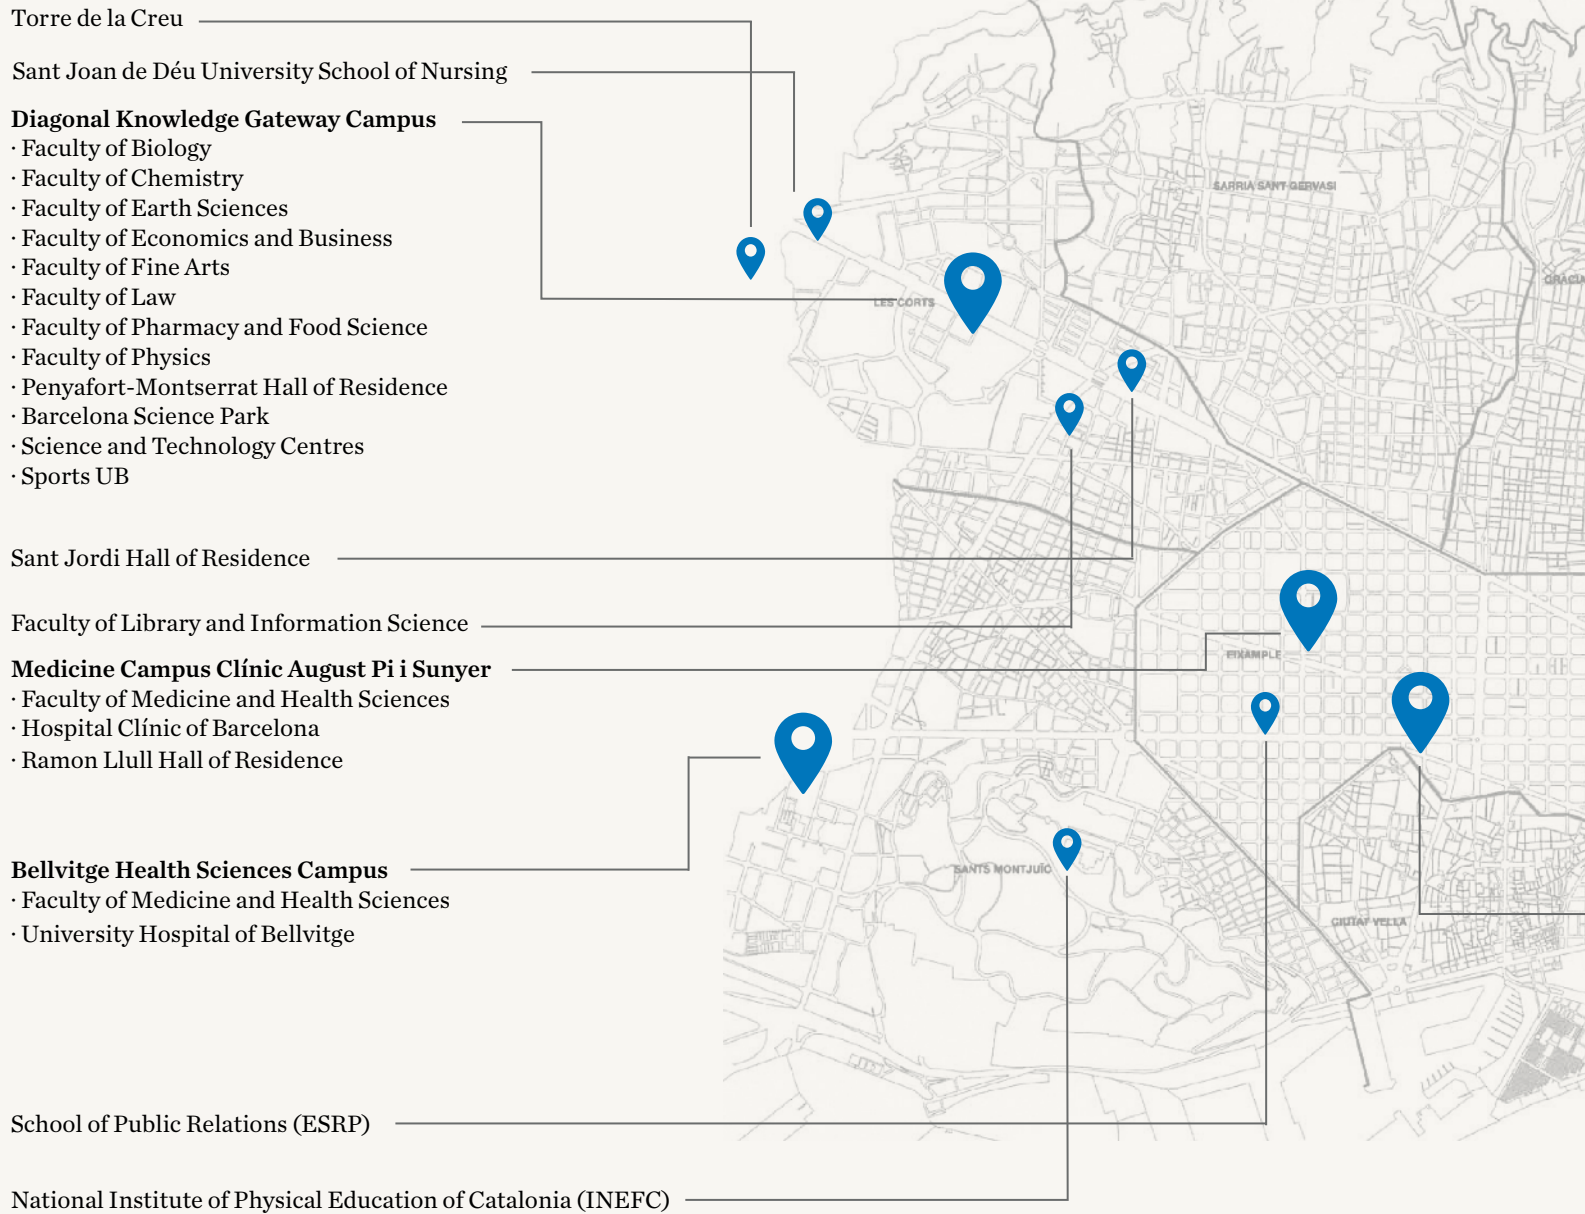 Torre de la Creu
Sant Joan de Déu University School of Nursing
Diagonal Knowledge Gateway Campus
· Faculty of Biology
· Faculty of Chemistry
· Faculty of Earth Sciences
· Faculty of Economics and Business
· Faculty of Fine Arts
· Faculty of Law
· Faculty of Pharmacy and Food Science
· Faculty of Physics
· Penyafort-Montserrat Hall of Residence
· Barcelona Science Park
· Science and Technology Centres
· Sports UB
Sant Jordi Hall of Residence
Faculty of Library and Information Science
Medicine Campus Clínic August Pi i Sunyer
· Faculty of Medicine and Health Sciences
· Hospital Clínic of Barcelona
· Ramon Llull Hall of Residence
Bellvitge Health Sciences Campus
· Faculty of Medicine and Health Sciences
· University Hospital of Bellvitge
School of Public Relations (ESRP)
National Institute of Physical Education of Catalonia (INEFC)
SARRIA SANT GERVASI
GRÀCIA
LES CORTS
EIXAMPLE
SANTS MONTJUÏC
CIUTAT VELLA